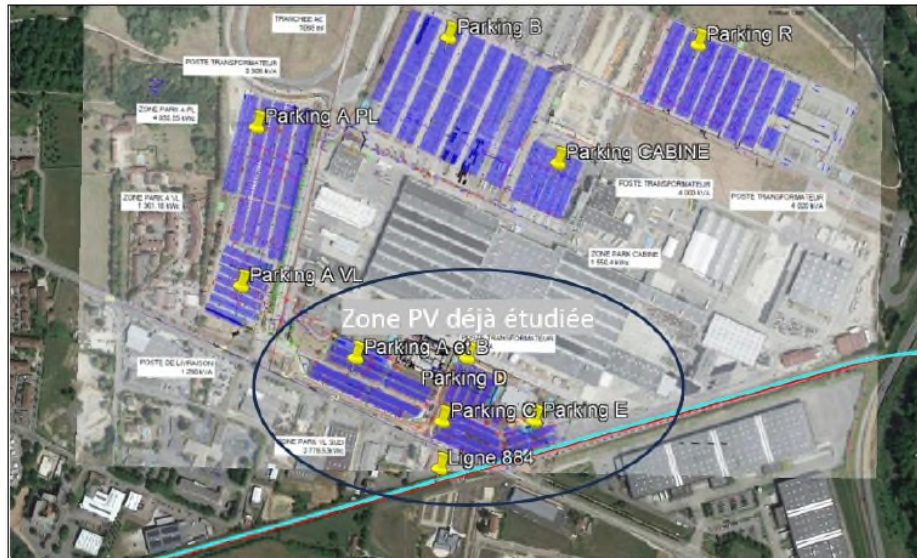 TRANCHEE AC
Parking B
Parking R
POSTE TRANSFORMATEUR
ZONE PARK A PL
Parking A PL
Parking CABINE
POSTE TRANSFORMATEUR
POSTE TRANSFORMATEUR
ZONE PARK A VL
ZONE PARK CABINE
Parking A VL
Zone PV déjà étudiée
Parking A et B
POSTE DE LIVRAISON
Parking D
Parking C
Parking E
ZONE PARK VL SUD
Ligne 884